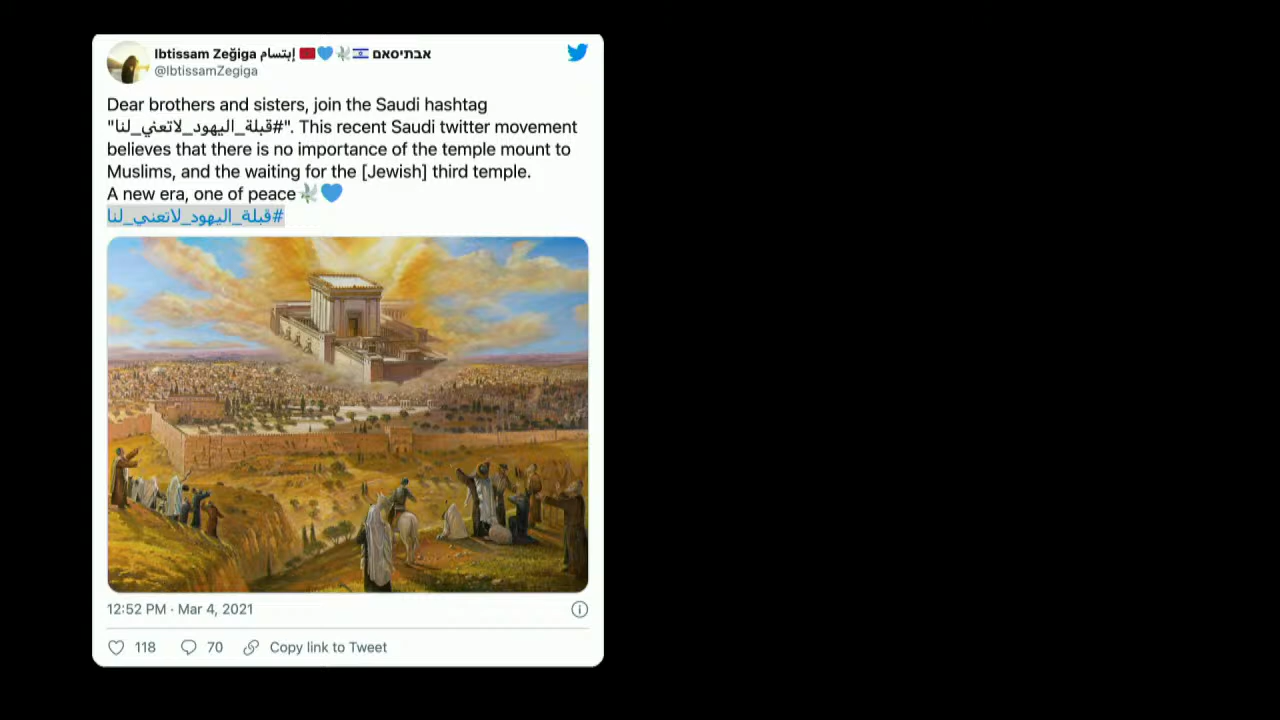 Ibtissam Zeğiga إبتسام אבתיסאם
@IbtissamZegiga
Dear brothers and sisters, join the Saudi hashtag
"#قبلة_اليهود_لاتعني_لنا". This recent Saudi twitter movement
believes that there is no importance of the temple mount to
Muslims, and the waiting for the [Jewish] third temple.
A new era, one of peace🕊💙
#قبلة_اليهود_لاتعني_لنا
12:52 PM · Mar 4, 2021
118 70 Copy link to Tweet